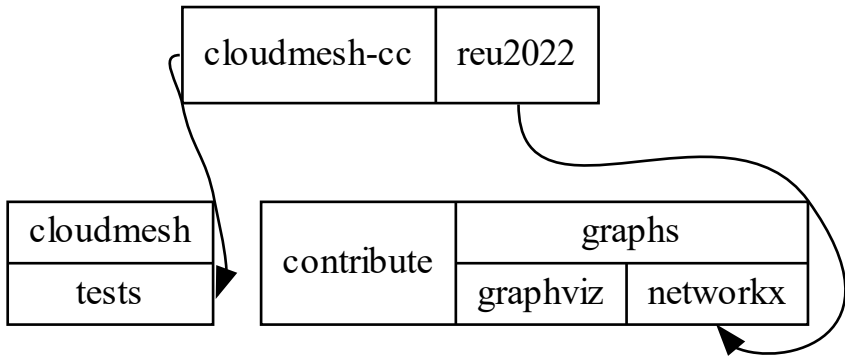 cloudmesh-cc
reu2022
cloudmesh
tests
contribute
graphs
graphviz
networkx